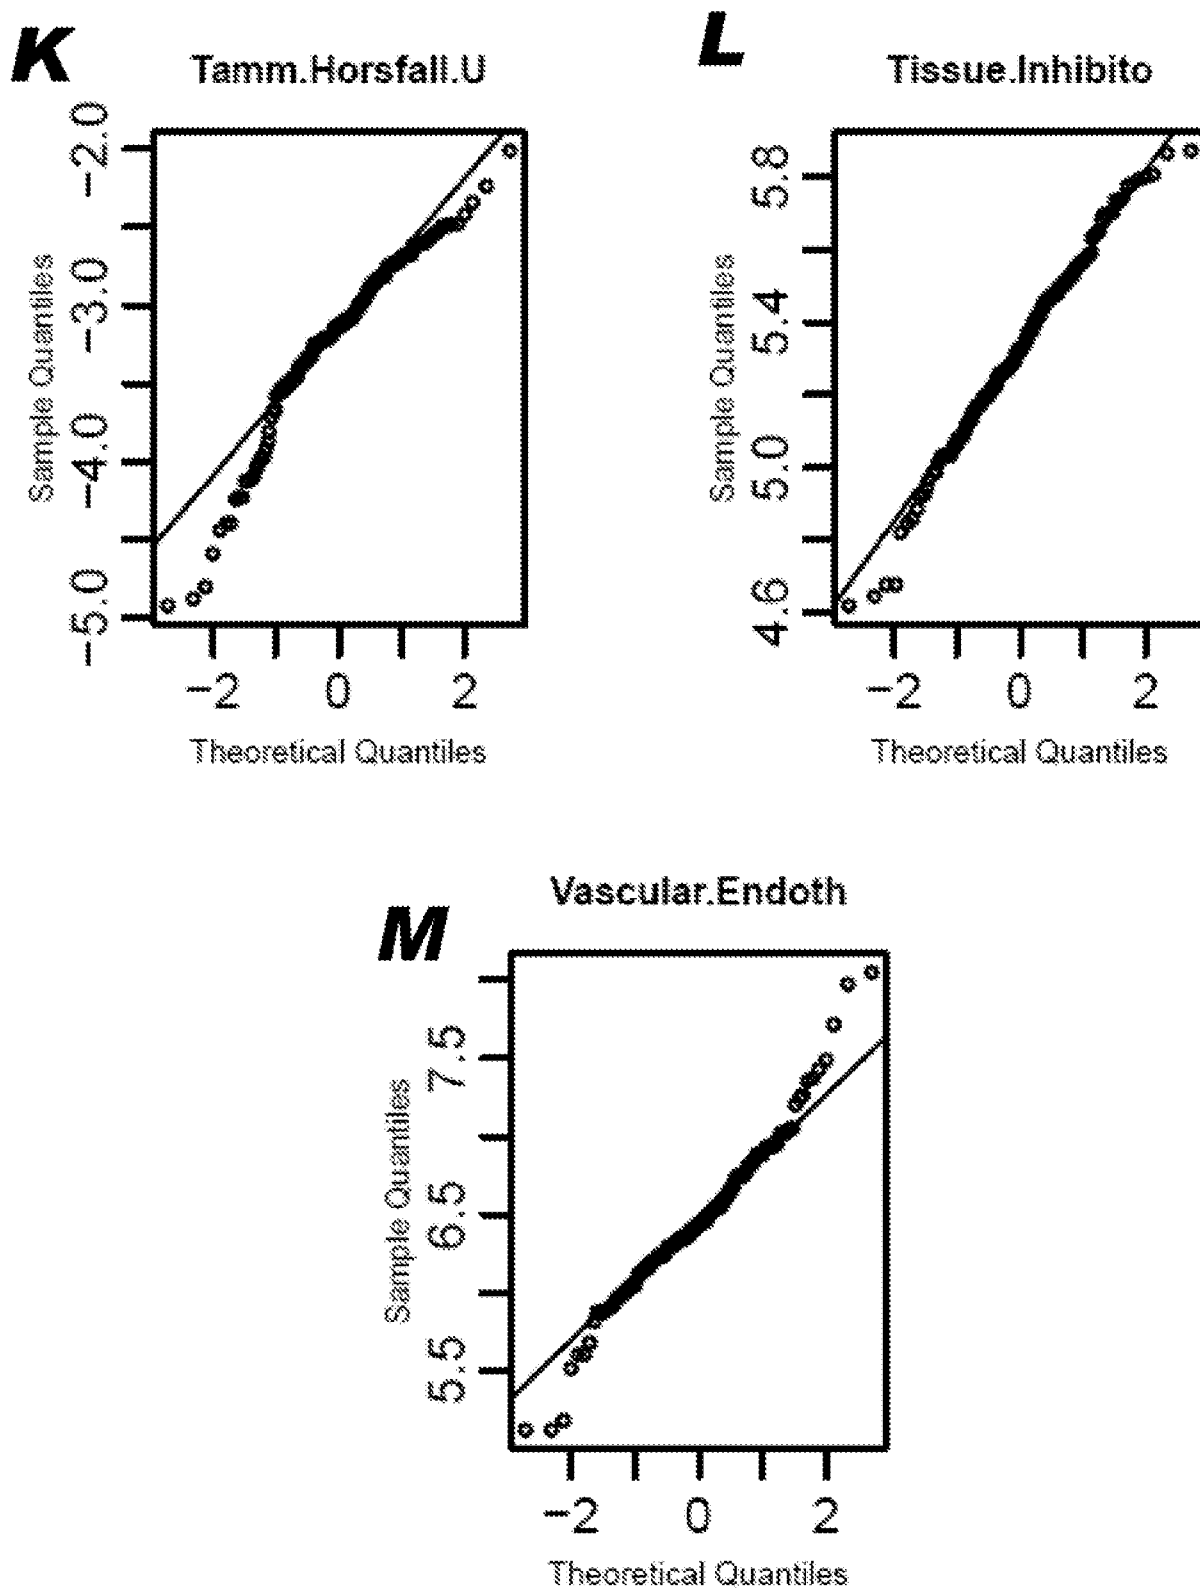 K
Tamm.Horsfall.U
Sample Quantiles
−2.0
−3.0
−4.0
−5.0
−2 0 2
Theoretical Quantiles
L
Tissue.Inhibito
Sample Quantiles
5.8
5.4
5.0
4.6
−2 0 2
Theoretical Quantiles
M
Vascular.Endoth
Sample Quantiles
7.5
6.5
5.5
−2 0 2
Theoretical Quantiles